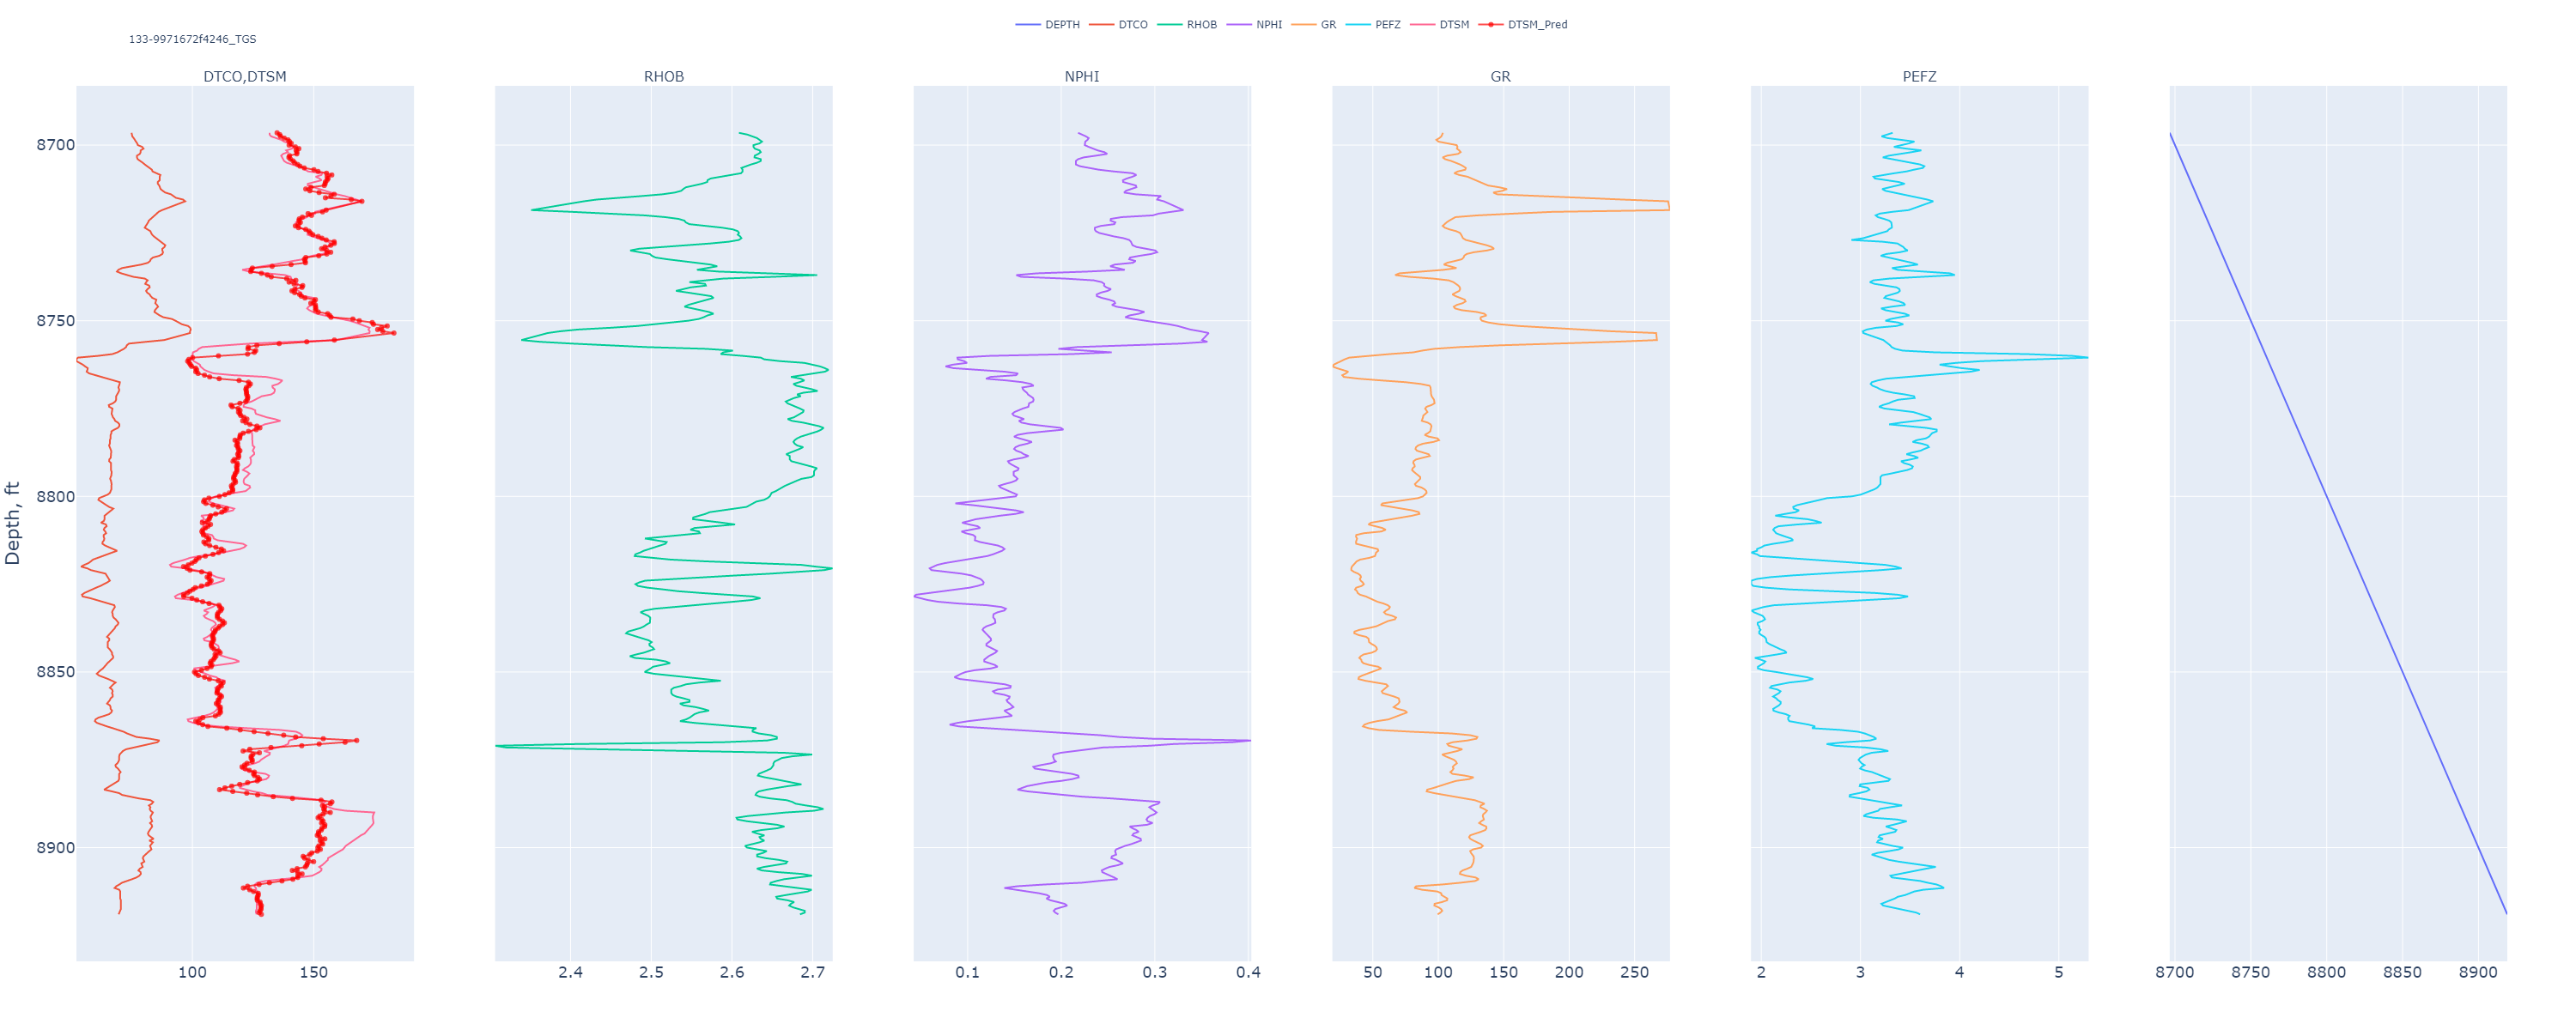 DEPTH DTCO RHOB NPHI GR PEFZ DTSM DTSM_Pred
133-9971672f4246_TGS
DTCO,DTSM RHOB NPHI GR PEFZ
8700
8750
8800
8850
8900
Depth, ft
100 150 2.4 2.5 2.6 2.7 0.1 0.2 0.3 0.4 50 100 150 200 250 2 3 4 5 8700 8750 8800 8850 8900